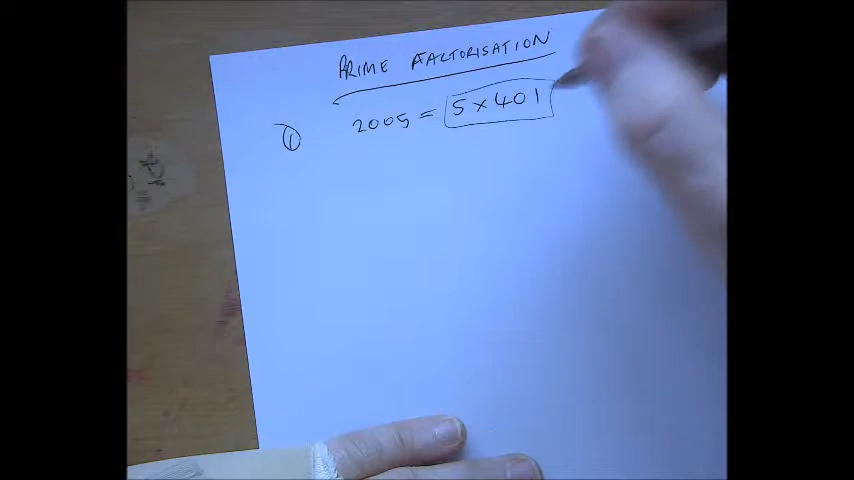 PRIME FACTORISATION
① 2005 = 5 × 401